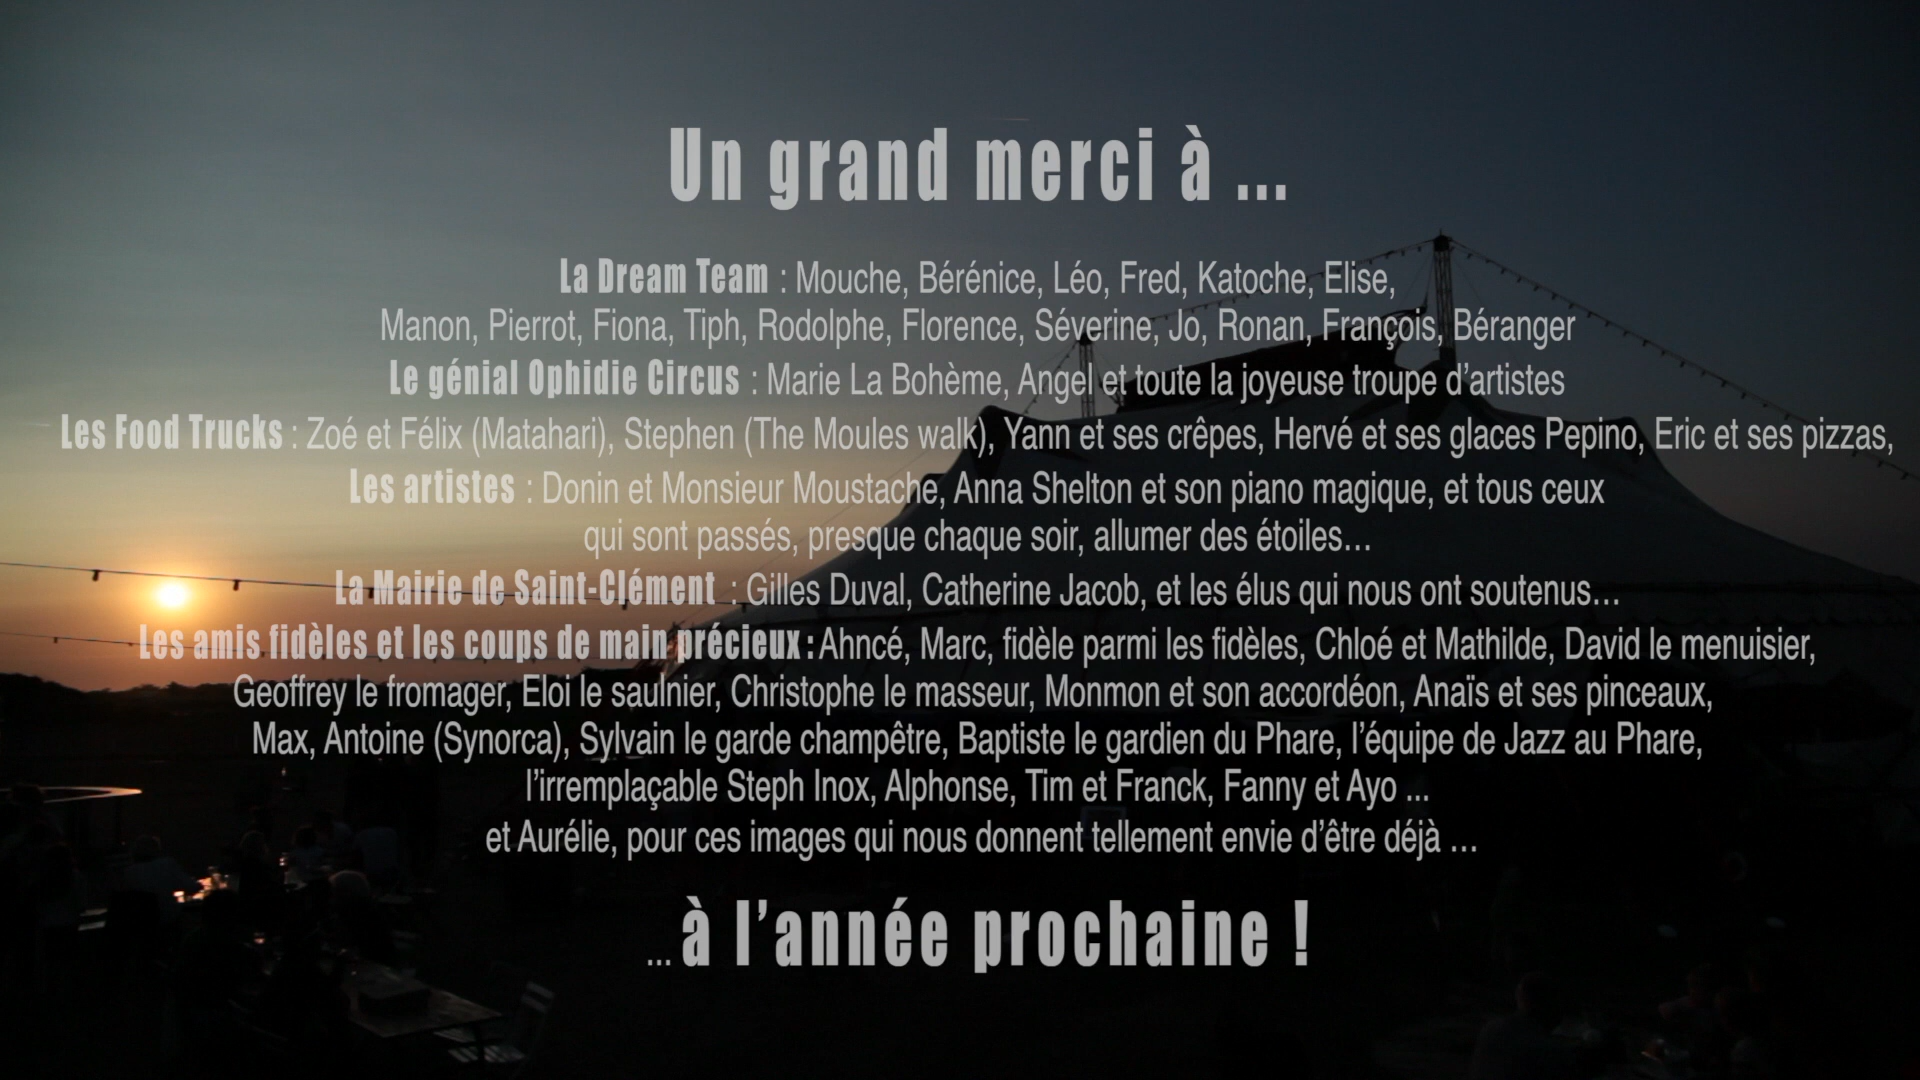 Un grand merci à ...
La Dream Team : Mouche, Bérénice, Léo, Fred, Katoche, Elise,
Manon, Pierrot, Fiona, Tiph, Rodolphe, Florence, Séverine, Jo, Ronan, François, Béranger
Le génial Ophidie Circus : Marie La Bohème, Angel et toute la joyeuse troupe d’artistes
Les Food Trucks : Zoé et Félix (Matahari), Stephen (The Moules walk), Yann et ses crêpes, Hervé et ses glaces Pepino, Eric et ses pizzas,
Les artistes : Donin et Monsieur Moustache, Anna Shelton et son piano magique, et tous ceux
qui sont passés, presque chaque soir, allumer des étoiles…
La Mairie de Saint-Clément : Gilles Duval, Catherine Jacob, et les élus qui nous ont soutenus…
Les amis fidèles et les coups de main précieux : Ahncé, Marc, fidèle parmi les fidèles, Chloé et Mathilde, David le menuisier,
Geoffrey le fromager, Eloi le saulnier, Christophe le masseur, Monmon et son accordéon, Anaïs et ses pinceaux,
Max, Antoine (Synorca), Sylvain le garde champêtre, Baptiste le gardien du Phare, l’équipe de Jazz au Phare,
l’irremplaçable Steph Inox, Alphonse, Tim et Franck, Fanny et Ayo ...
et Aurélie, pour ces images qui nous donnent tellement envie d’être déjà …
... à l’année prochaine !